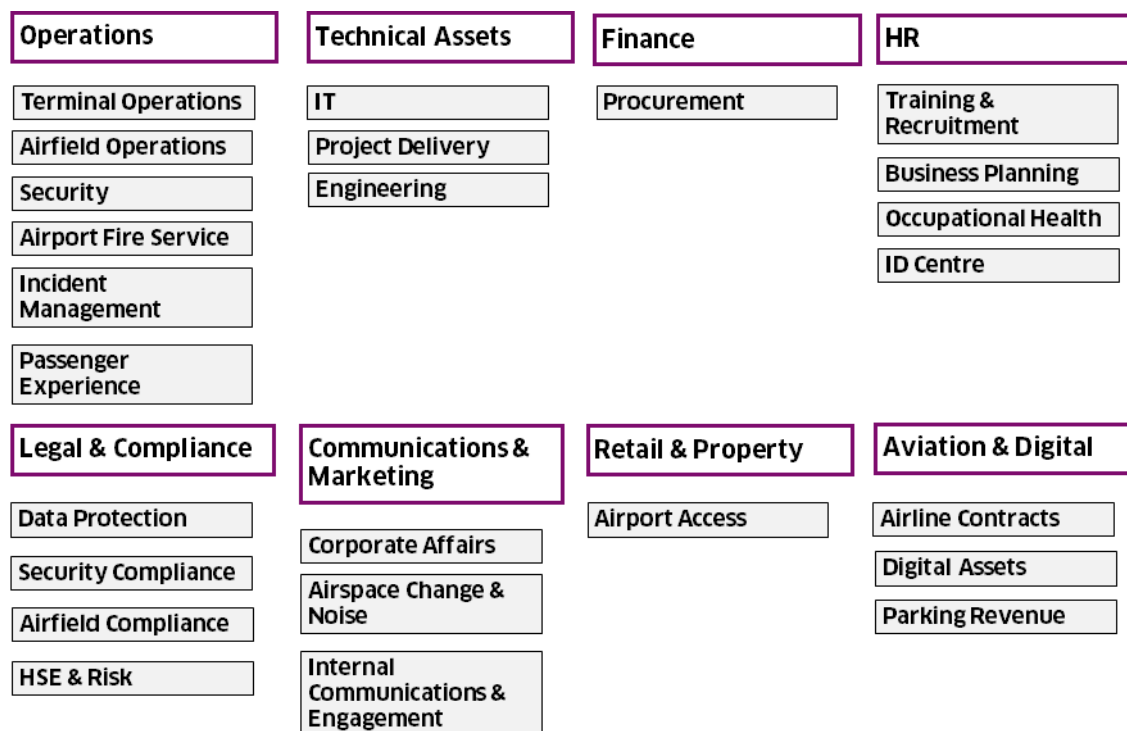 Operations
Terminal Operations
Airfield Operations
Security
Airport Fire Service
Incident
Management
Passenger
Experience
Technical Assets
IT
Project Delivery
Engineering
Finance
Procurement
HR
Training &
Recruitment
Business Planning
Occupational Health
ID Centre
Legal & Compliance
Data Protection
Security Compliance
Airfield Compliance
HSE & Risk
Communications &
Marketing
Corporate Affairs
Airspace Change &
Noise
Internal
Communications &
Engagement
Retail & Property
Airport Access
Aviation & Digital
Airline Contracts
Digital Assets
Parking Revenue